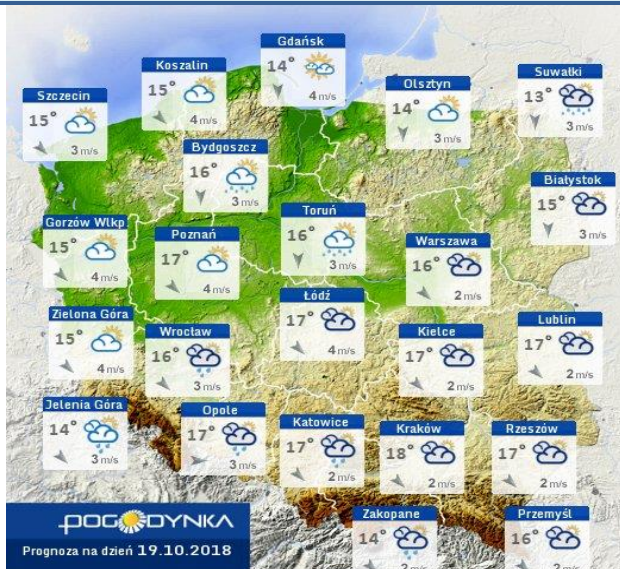 Gdańsk
14°
4 m/s
Koszalin
15°
4 m/s
Suwałki
13°
3 m/s
Olsztyn
14°
3 m/s
Szczecin
15°
3 m/s
Bydgoszcz
16°
3 m/s
Białystok
15°
3 m/s
Toruń
16°
3 m/s
Gorzów Wlkp
15°
4 m/s
Poznań
17°
4 m/s
Warszawa
16°
2 m/s
Łódź
17°
4 m/s
Zielona Góra
15°
4 m/s
Wrocław
16°
3 m/s
Kielce
17°
2 m/s
Lublin
17°
2 m/s
Jelenia Góra
14°
3 m/s
Opole
17°
3 m/s
Katowice
17°
2 m/s
Kraków
18°
2 m/s
Rzeszów
17°
2 m/s
Zakopane
14°
2 m/s
Przemyśl
16°
2 m/s
POGODYNKA
Prognoza na dzień 19.10.2018